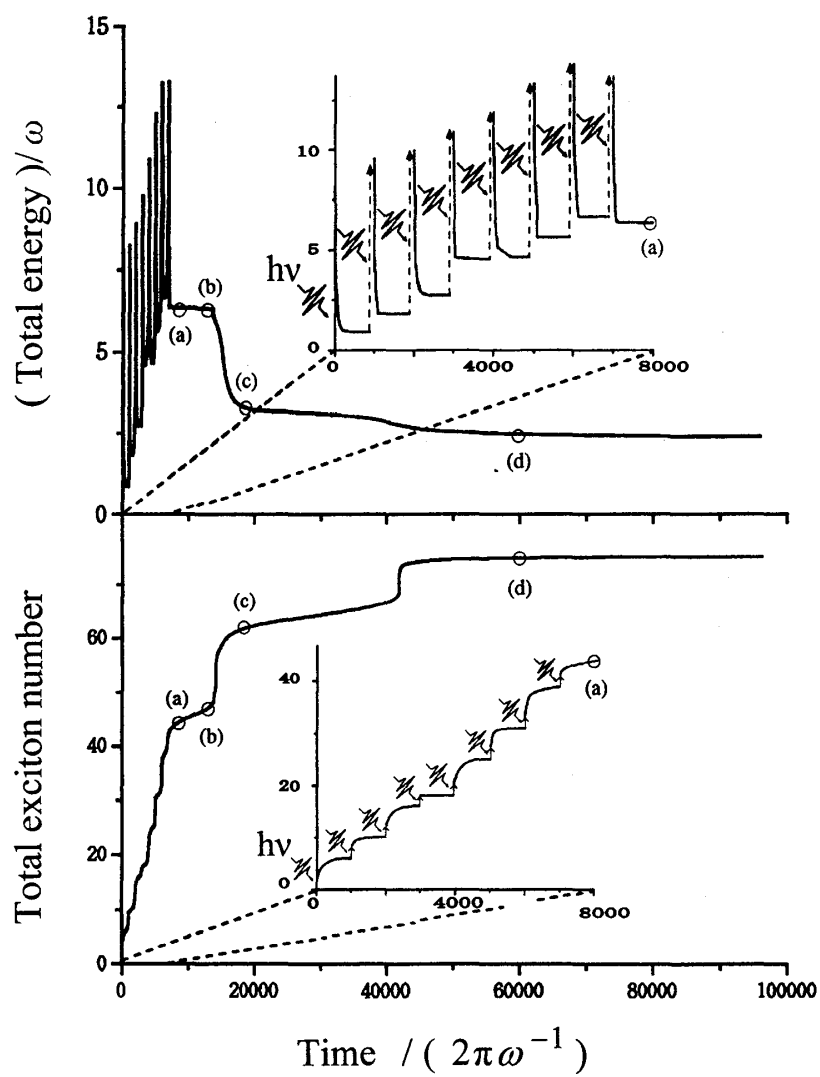 (Total energy)/ω
15
10
5
0
(a)
(b)
(c)
(d)
hν
10
5
0
0
4000
8000
(a)
Total exciton number
60
40
20
0
(a)
(b)
(c)
(d)
hν
40
20
0
0
4000
8000
(a)
0
20000
40000
60000
80000
100000
Time / ( 2πω⁻¹ )